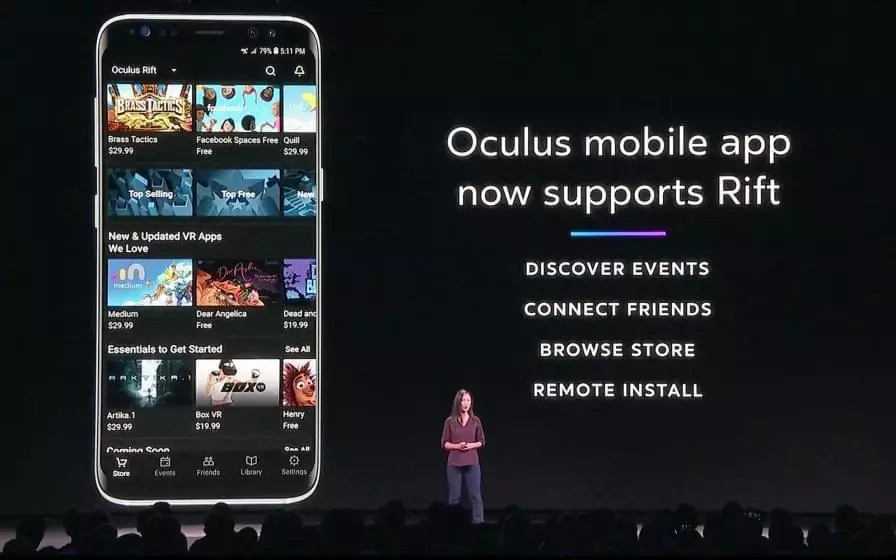 79% 5:11 PM
Oculus Rift
BRASS TACTICS
facebook
Brass Tactics
Facebook Spaces Free
Quill
$29.99
Free
$29.99
Top Selling
Top Free
New
New & Updated VR Apps
We Love
medium
Dear Angelica
Medium
Dear Angelica
Dead and
$29.99
Free
$19.99
Essentials to Get Started
See All
ARKTIKA.1
BOX VR
Artika.1
Box VR
Henry
$29.99
$19.99
Free
Coming Soon
See All
Store
Events
Friends
Library
Settings
Oculus mobile app
now supports Rift
DISCOVER EVENTS
CONNECT FRIENDS
BROWSE STORE
REMOTE INSTALL